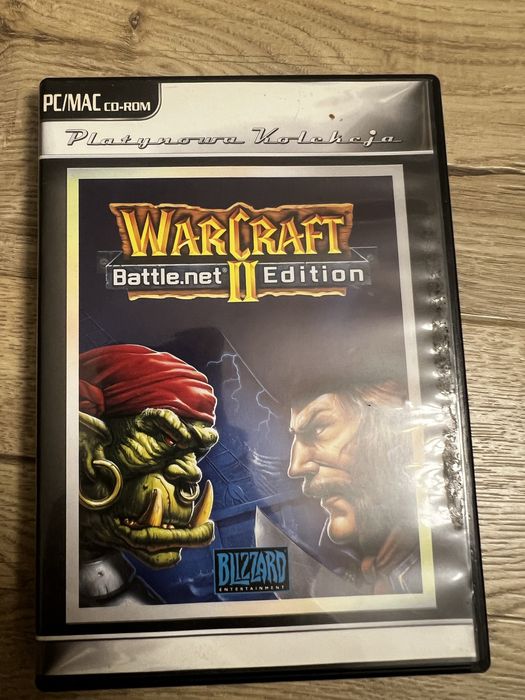 PC/MAC CD-ROM
Platynowa Kolekcja
WARCRAFT
Battle.net® II Edition
BLIZZARD
ENTERTAINMENT